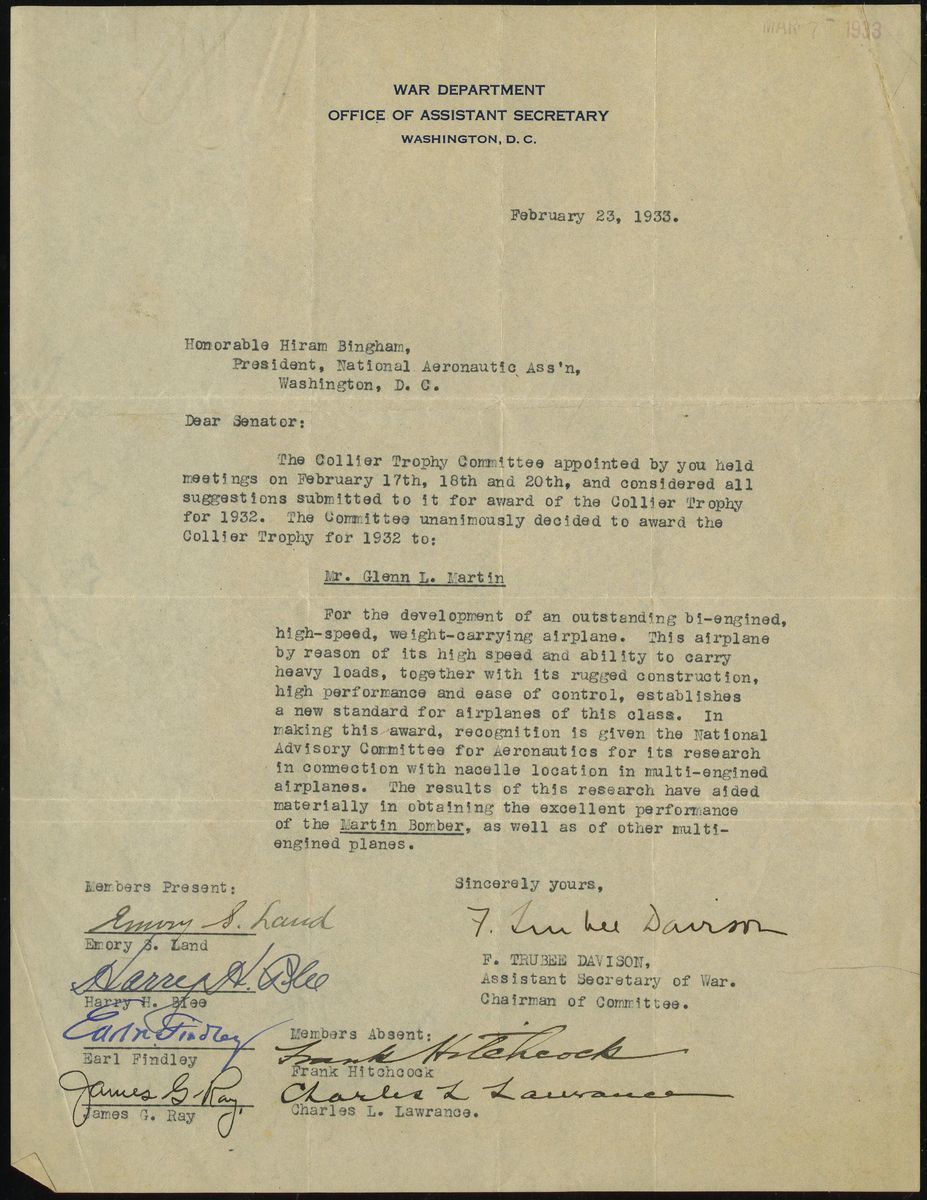 MAR 7 - 1933
WAR DEPARTMENT
OFFICE OF ASSISTANT SECRETARY
WASHINGTON, D. C.
February 23, 1933.
Honorable Hiram Bingham,
President, National Aeronautic Ass'n,
Washington, D. C.
Dear Senator:
The Collier Trophy Committee appointed by you held
meetings on February 17th, 18th and 20th, and considered all
suggestions submitted to it for award of the Collier Trophy
for 1932. The Committee unanimously decided to award the
Collier Trophy for 1932 to:
Mr. Glenn L. Martin
For the development of an outstanding bi-engined,
high-speed, weight-carrying airplane. This airplane
by reason of its high speed and ability to carry
heavy loads, together with its rugged construction,
high performance and ease of control, establishes
a new standard for airplanes of this class. In
making this award, recognition is given the National
Advisory Committee for Aeronautics for its research
in connection with nacelle location in multi-engined
airplanes. The results of this research have aided
materially in obtaining the excellent performance
of the Martin Bomber, as well as of other multi-
engined planes.
Members Present:
Sincerely yours,
Emory S. Land
Emory S. Land
F. Trubee Davison
F. TRUBEE DAVISON,
Assistant Secretary of War.
Chairman of Committee.
Harry H. Blee
Harry H. Blee
Earl N. Findley
Earl Findley
James G. Ray
James G. Ray
Members Absent:
Frank Hitchcock
Frank Hitchcock
Charles L Lawrance
Charles L. Lawrance.